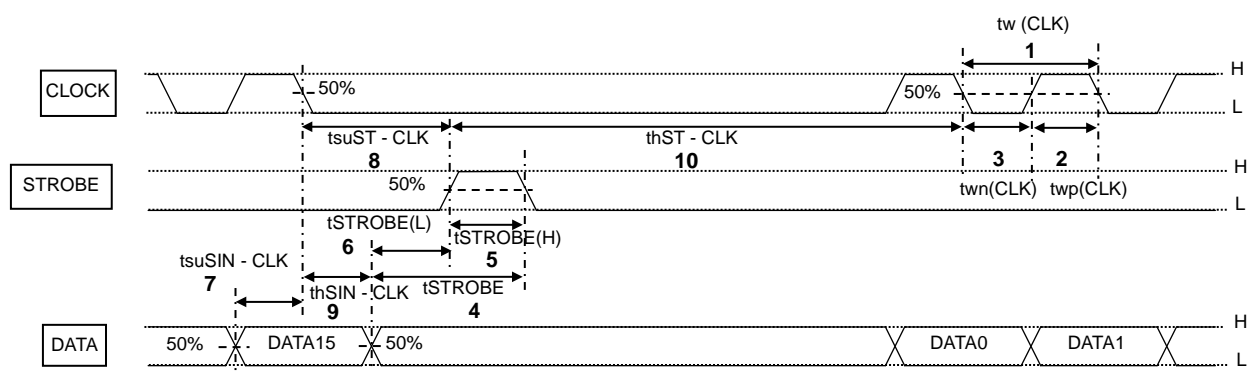 tw (CLK)
1
H
CLOCK
50%
50%
L
tsuST - CLK
thST - CLK
8
10
3
2
H
STROBE
50%
twn(CLK)
twp(CLK)
L
tSTROBE(L)
tSTROBE(H)
6
5
tsuSIN - CLK
7
thSIN - CLK
tSTROBE
9
4
H
DATA
50%
DATA15
50%
DATA0
DATA1
L